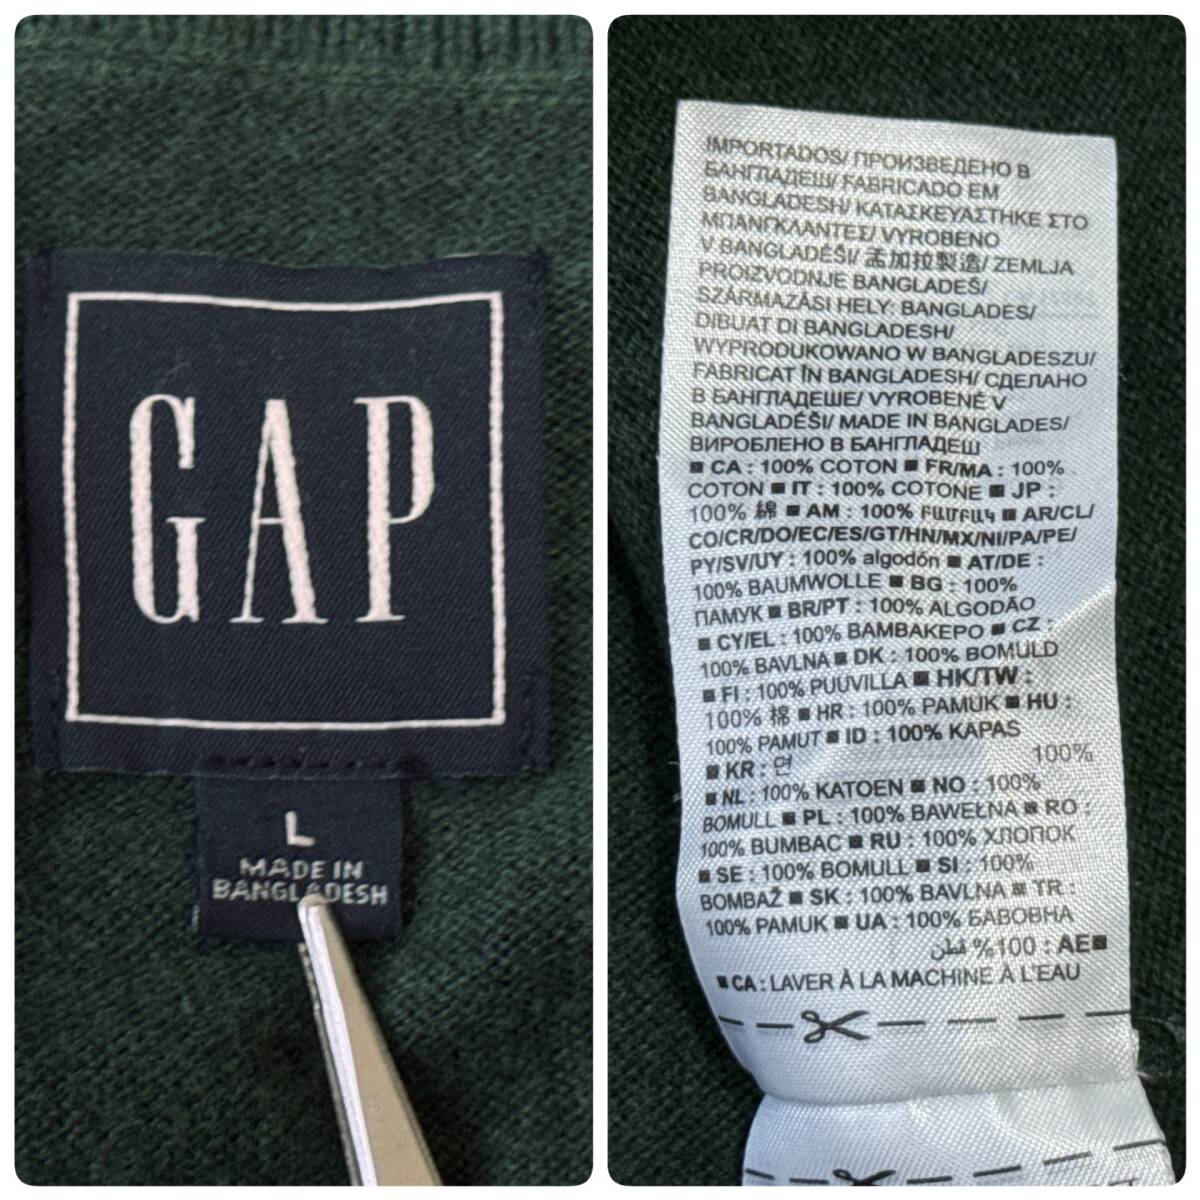 GAP
L
MADE IN
BANGLADESH
IMPORTADOS/ ПРОИЗВЕДЕНО В
БАНГЛАДЕШ/ FABRICADO EM
BANGLADESH/ ΚΑΤΑΣΚΕΥΑΣΤΗΚΕ ΣΤΟ
ΜΠΑΝΓΚΛΑΝΤΕΣ/ VYROBENO
V BANGLADÉŠI/ 孟加拉製造/ ZEMLJA
PROIZVODNJE BANGLADEŠ/
SZÁRMAZÁSI HELY: BANGLADES/
DIBUAT DI BANGLADESH/
WYPRODUKOWANO W BANGLADESZU/
FABRICAT ÎN BANGLADESH/ СДЕЛАНО
В БАНГЛАДЕШЕ/ VYROBENÉ V
BANGLADÉŠI/ MADE IN BANGLADES/
ВИРОБЛЕНО В БАНГЛАДЕШ
■ CA : 100% COTON ■ FR/MA : 100%
COTON ■ IT : 100% COTONE ■ JP :
100% 綿 ■ AM : 100% ԲԱՄԲԱԿ ■ AR/CL/
CO/CR/DO/EC/ES/GT/HN/MX/NI/PA/PE/
PY/SV/UY : 100% algodón ■ AT/DE :
100% BAUMWOLLE ■ BG : 100%
ПАМУК ■ BR/PT : 100% ALGODÃO
■ CY/EL : 100% ΒΑΜΒΑΚΕΡΟ ■ CZ :
100% BAVLNA ■ DK : 100% BOMULD
■ FI : 100% PUUVILLA ■ HK/TW :
100% 棉 ■ HR : 100% PAMUK ■ HU :
100% PAMUT ■ ID : 100% KAPAS
■ KR : 면 100%
■ NL : 100% KATOEN ■ NO : 100%
BOMULL ■ PL : 100% BAWEŁNA ■ RO :
100% BUMBAC ■ RU : 100% ХЛОПОК
■ SE : 100% BOMULL ■ SI : 100%
BOMBAŽ ■ SK : 100% BAVLNA ■ TR :
100% PAMUK ■ UA : 100% БАВОВНА
■AE : 100% قطن
■ CA : LAVER À LA MACHINE À L'EAU